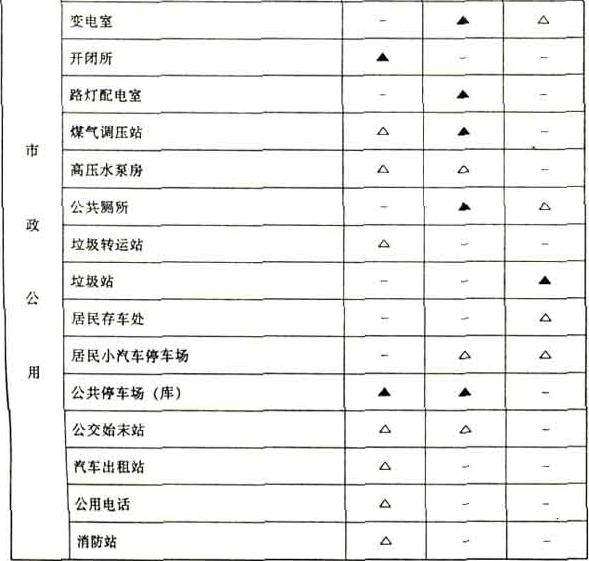 市政公用
变电室 – ▲ △
开闭所 ▲ – –
路灯配电室 – ▲ –
煤气调压站 △ ▲ –
高压水泵房 △ △ –
公共厕所 – ▲ △
垃圾转运站 △ – –
垃圾站 – – ▲
居民存车处 – – △
居民小汽车停车场 – △ △
公共停车场（库） ▲ ▲ –
公交始末站 △ △ –
汽车出租站 △ – –
公用电话 △ – –
消防站 △ – –